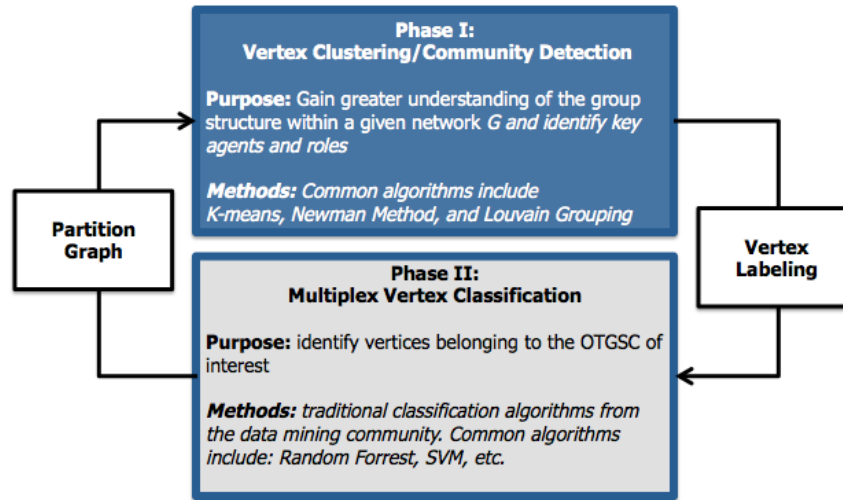 Phase I:
Vertex Clustering/Community Detection
Purpose: Gain greater understanding of the group
structure within a given network G and identify key
agents and roles
Methods: Common algorithms include
K-means, Newman Method, and Louvain Grouping
Partition
Graph
Vertex
Labeling
Phase II:
Multiplex Vertex Classification
Purpose: identify vertices belonging to the OTGSC of
interest
Methods: traditional classification algorithms from
the data mining community. Common algorithms
include: Random Forrest, SVM, etc.